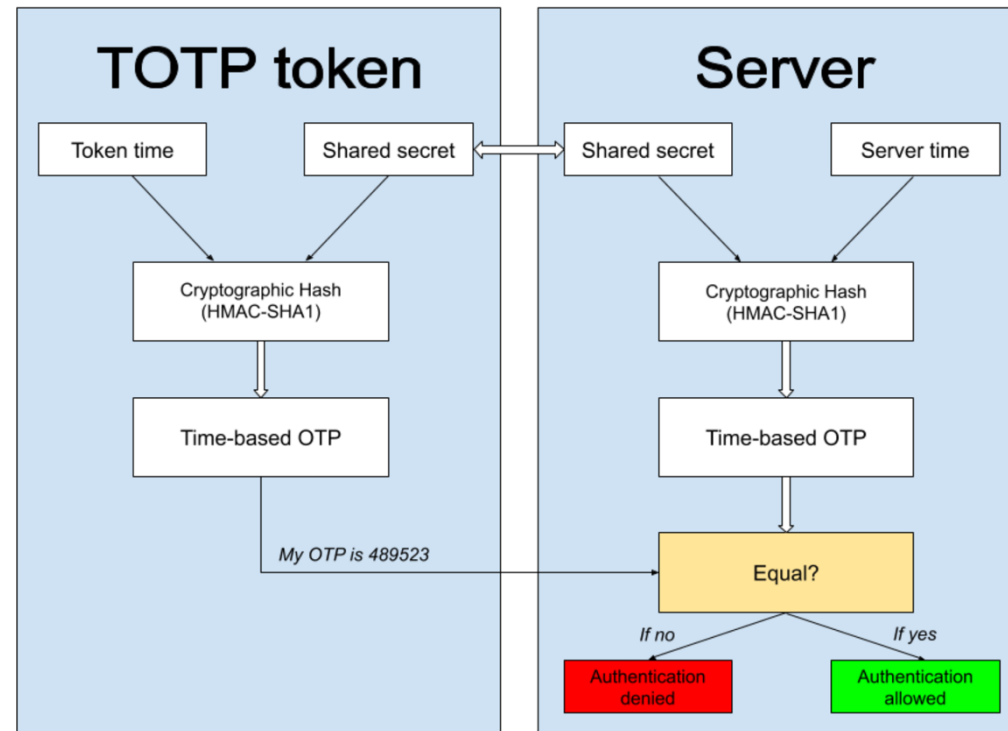 TOTP token
Server
Token time
Shared secret
Shared secret
Server time
Cryptographic Hash
(HMAC-SHA1)
Cryptographic Hash
(HMAC-SHA1)
Time-based OTP
Time-based OTP
My OTP is 489523
Equal?
If no
If yes
Authentication
denied
Authentication
allowed